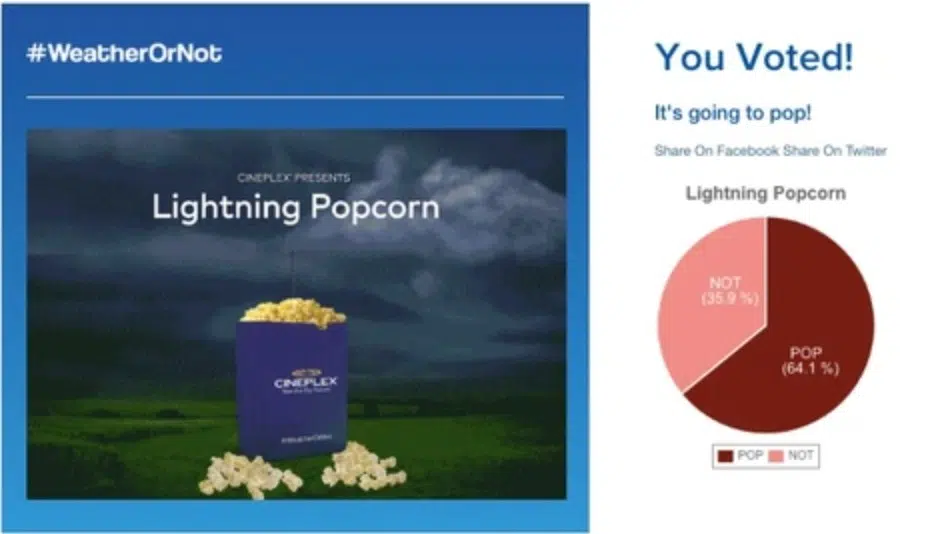 #WeatherOrNot
CINEPLEX PRESENTS
Lightning Popcorn
CINEPLEX
You Voted!
It's going to pop!
Share On Facebook Share On Twitter
Lightning Popcorn
NOT
(35.9 %)
POP
(64.1 %)
POP NOT